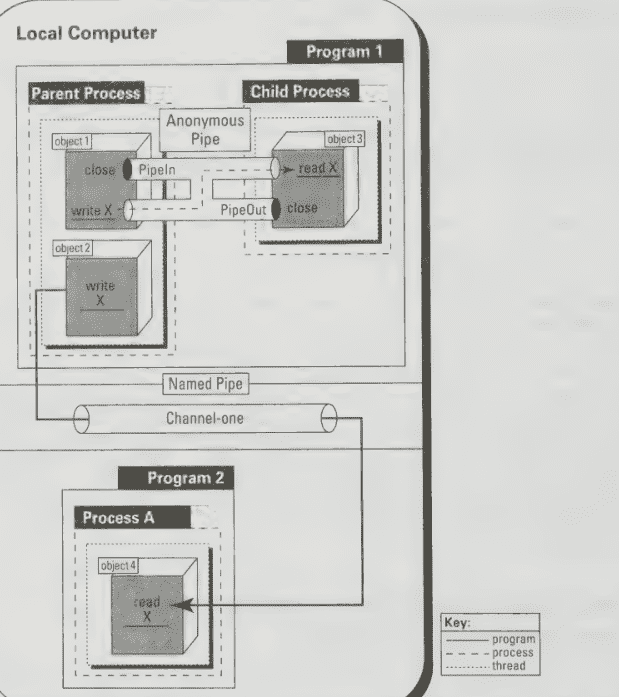 Local Computer
Program 1
Parent Process
Child Process
Anonymous
Pipe
object 1
object 3
close
PipeIn
read X
write X
PipeOut
close
object 2
write
X
Named Pipe
Channel-one
Program 2
Process A
object 4
read
X
Key:
program
process
thread